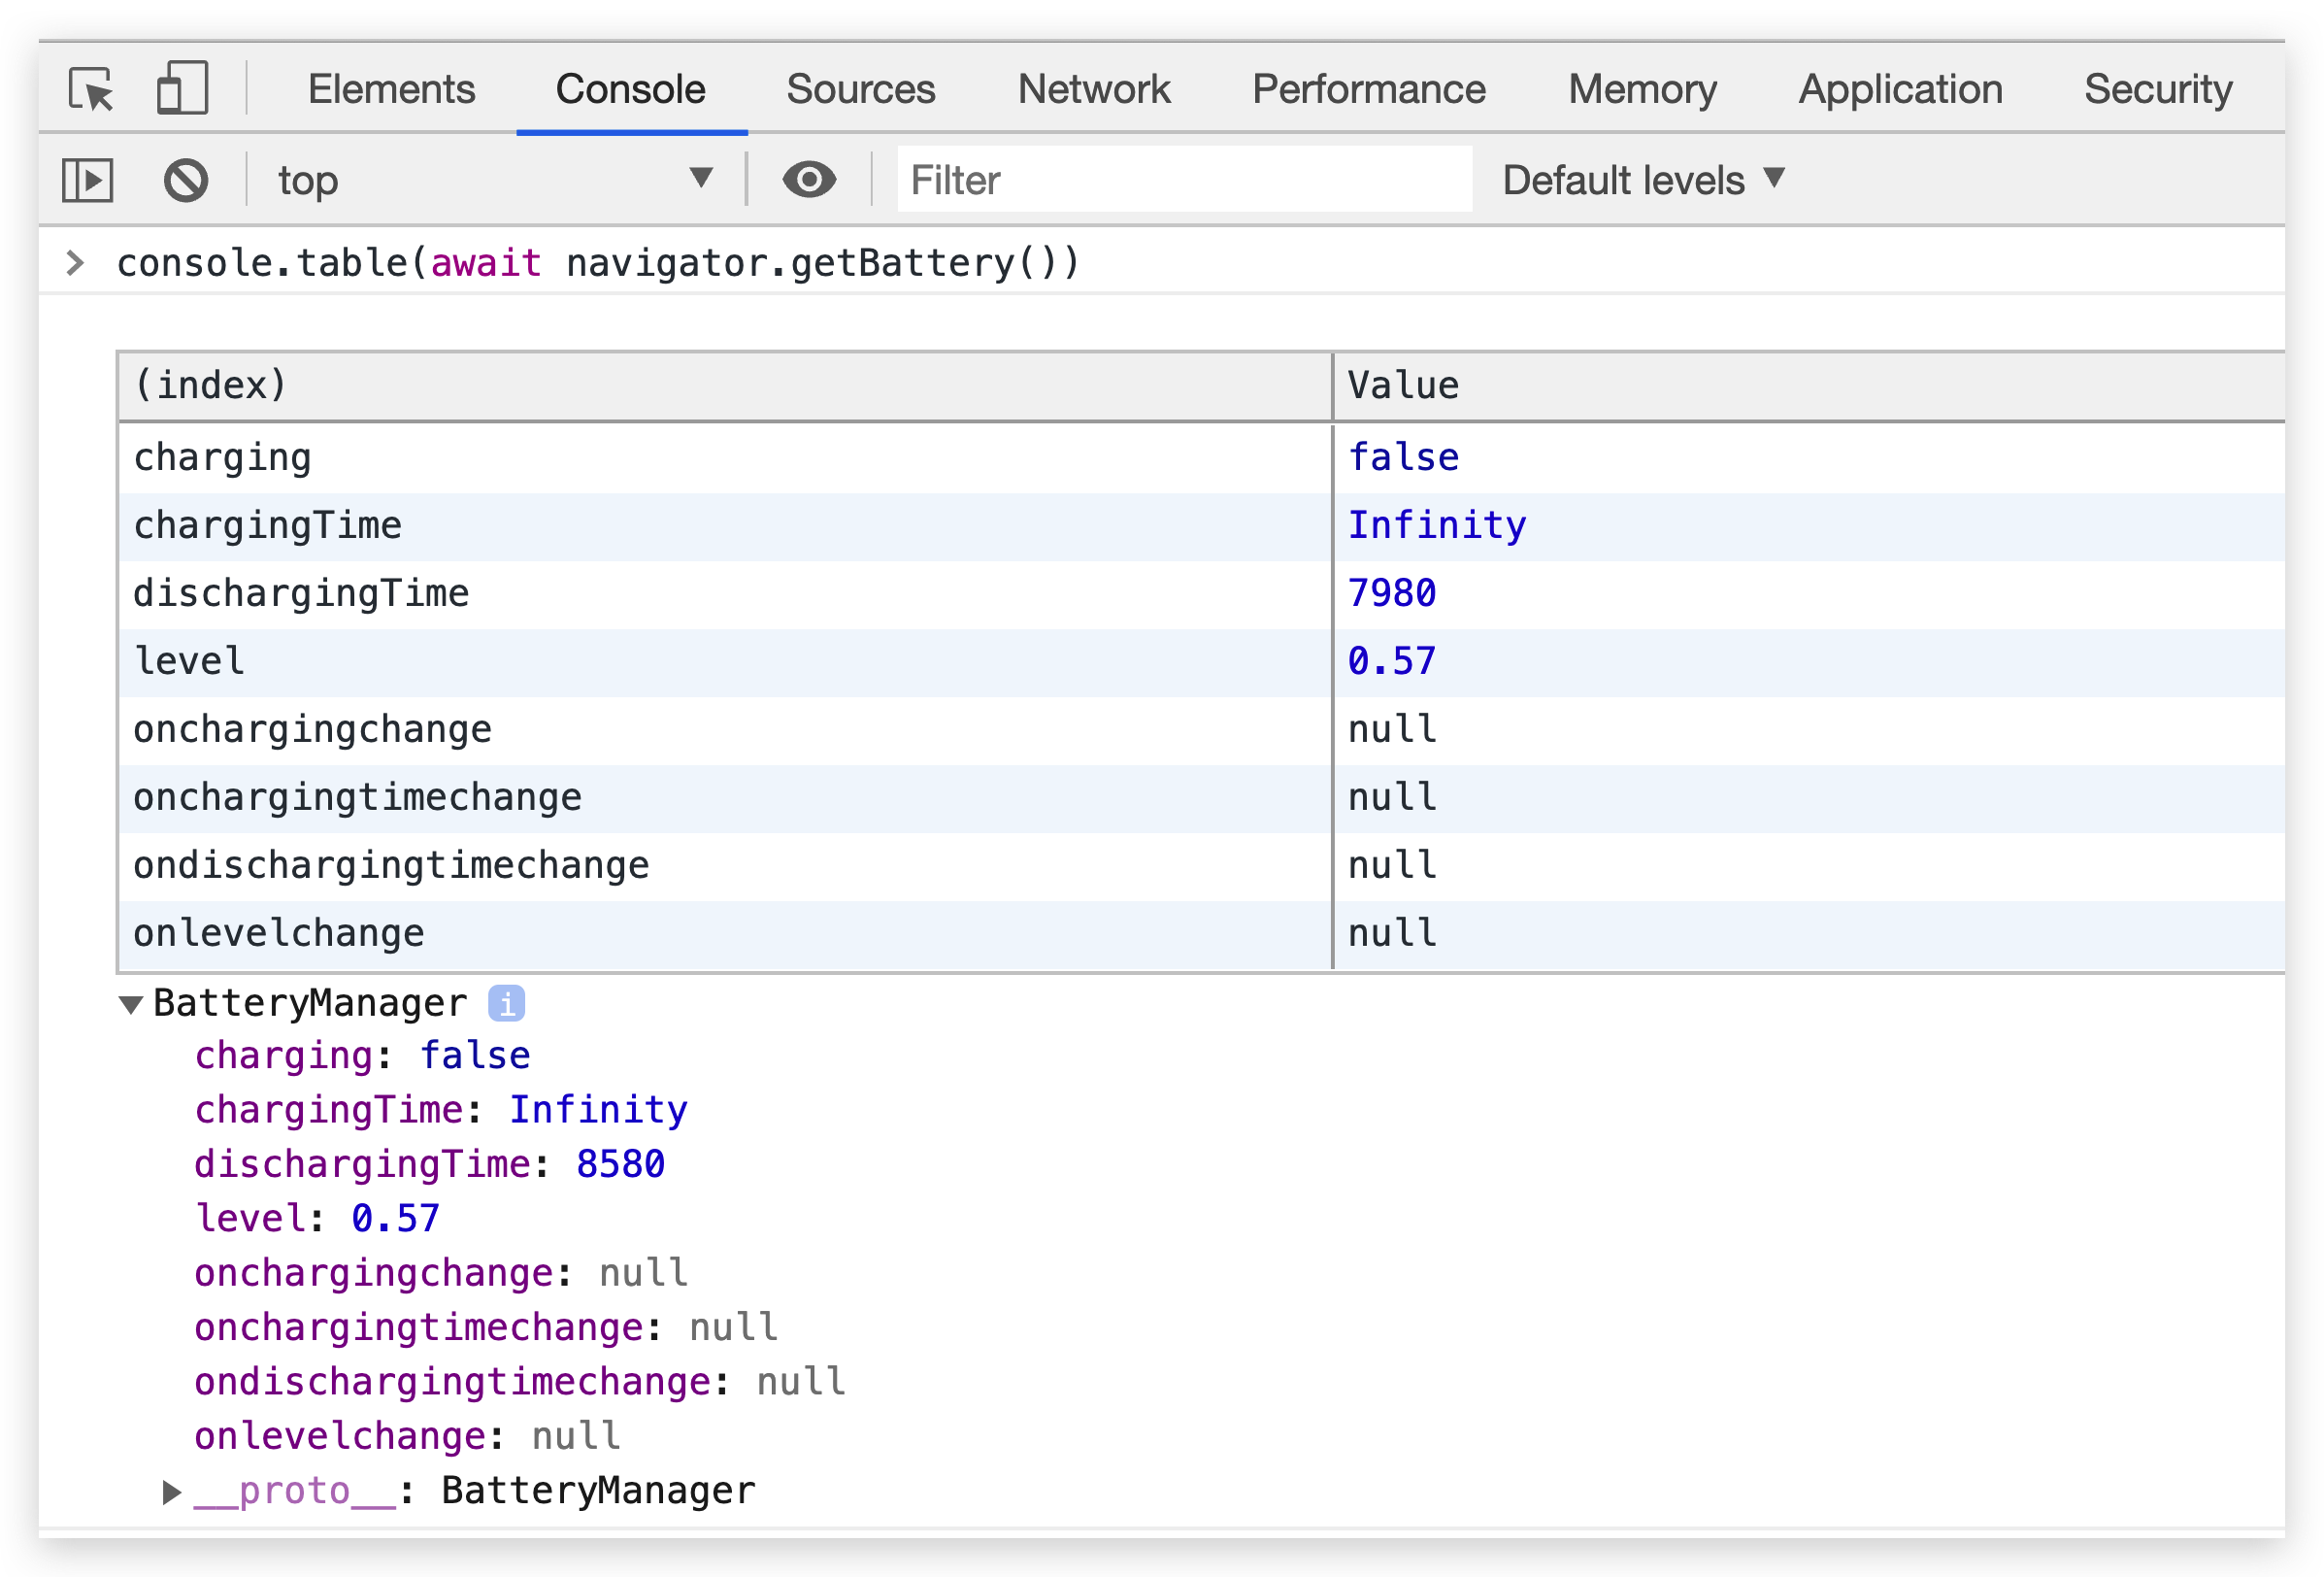 Elements Console Sources Network Performance Memory Application Security
top Filter Default levels
console.table(await navigator.getBattery())
(index) Value
charging false
chargingTime Infinity
dischargingTime 7980
level 0.57
onchargingchange null
onchargingtimechange null
ondischargingtimechange null
onlevelchange null
BatteryManager i
charging: false
chargingTime: Infinity
dischargingTime: 8580
level: 0.57
onchargingchange: null
onchargingtimechange: null
ondischargingtimechange: null
onlevelchange: null
__proto__: BatteryManager